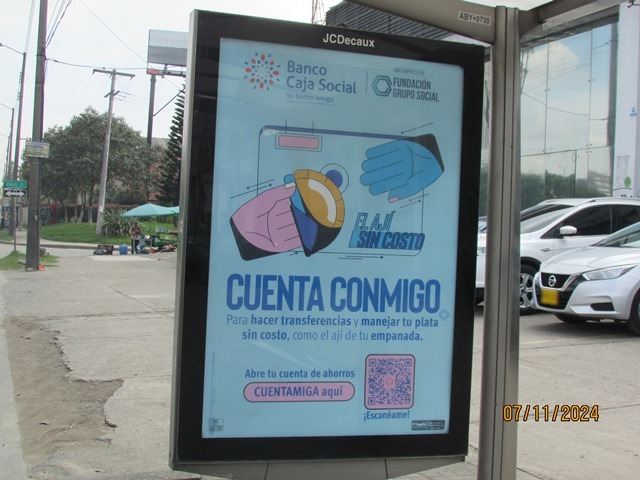 ABY+0730
JCDecaux
Banco
Caja Social
Su banco amigo
UNA EMPRESA DE
FUNDACIÓN
GRUPO SOCIAL
EL AJÍ
SIN COSTO
CUENTA CONMIGO
Para hacer transferencias y manejar tu plata
sin costo, como el ají de tu empanada.
Abre tu cuenta de ahorros
CUENTAMIGA aquí
¡Escanéame!
07/11/2024